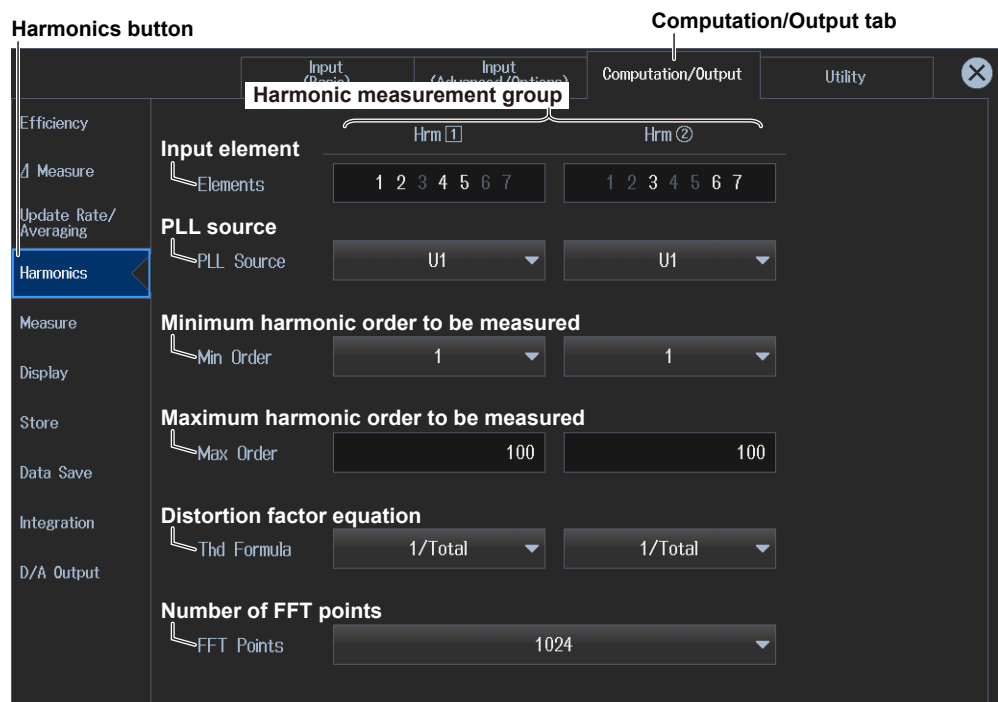 Harmonics button
Computation/Output tab
Input
(Basic)
Input
(Advanced/Options)
Computation/Output
Utility
Harmonic measurement group
Efficiency
Hrm 1
Hrm ②
Input element
Δ Measure
Elements
1 2 3 4 5 6 7
1 2 3 4 5 6 7
Update Rate/
Averaging
PLL source
PLL Source
U1
U1
Harmonics
Measure
Minimum harmonic order to be measured
Min Order
1
1
Display
Store
Maximum harmonic order to be measured
Max Order
100
100
Data Save
Integration
Distortion factor equation
Thd Formula
1/Total
1/Total
D/A Output
Number of FFT points
FFT Points
1024